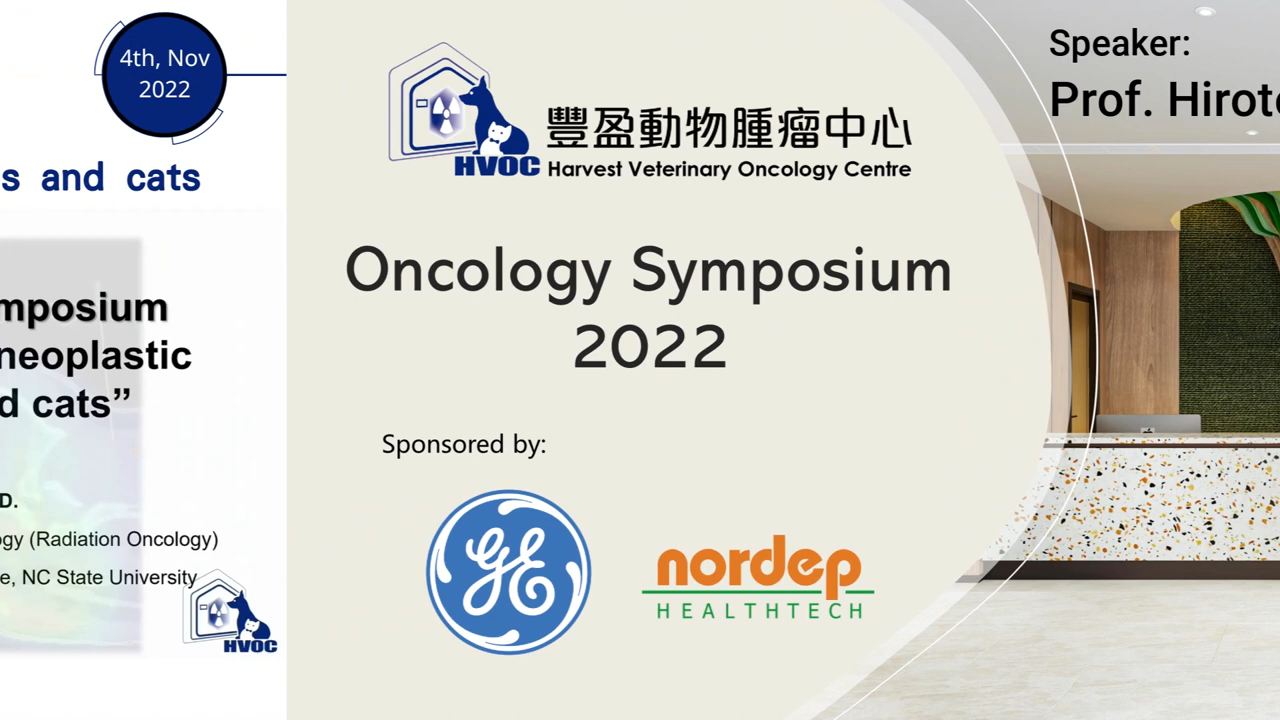 4th, Nov
2022
s and cats
mposium
neoplastic
d cats”
D.
ogy (Radiation Oncology)
e, NC State University
HVOC
HVOC
豐盈動物腫瘤中心
Harvest Veterinary Oncology Centre
Oncology Symposium
2022
Sponsored by:
GE
nordep
HEALTHTECH
Speaker:
Prof. Hirot